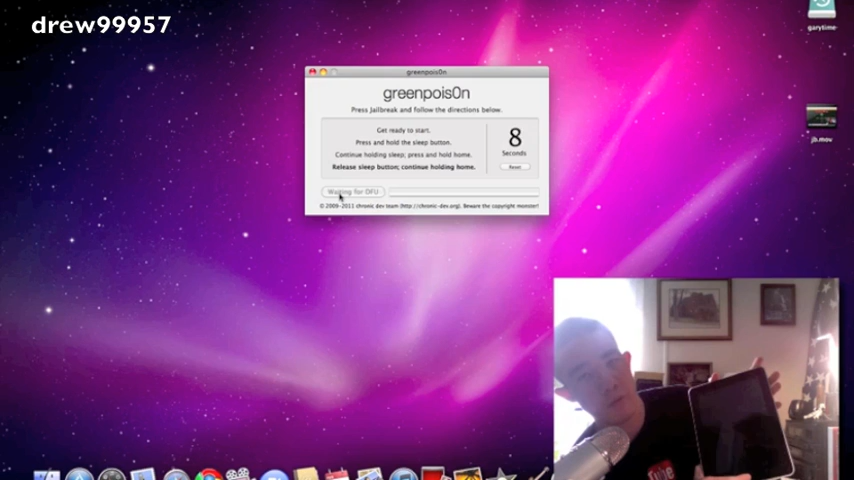 drew99957
garytime
greenpois0n
greenpois0n
Press Jailbreak and follow the directions below.
Get ready to start.
Press and hold the sleep button.
Continue holding sleep; press and hold home.
Release sleep button; continue holding home.
8
Seconds
Reset
jb.mov
Waiting for DFU
© 2009-2011 chronic dev team (http://chronic-dev.org). Beware the copyright monster!